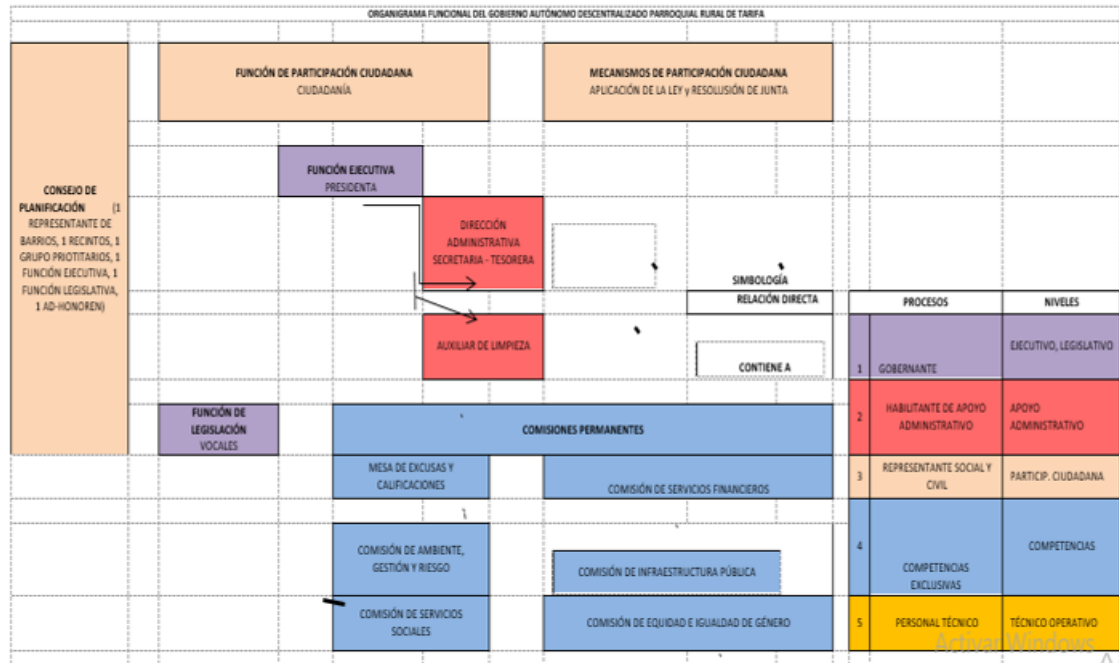 ORGANIGRAMA FUNCIONAL DEL GOBIERNO AUTÓNOMO DESCENTRALIZADO PARROQUIAL RURAL DE TARIFA
FUNCIÓN DE PARTICIPACIÓN CIUDADANA
CIUDADANÍA
MECANISMOS DE PARTICIPACIÓN CIUDADANA
APLICACIÓN DE LA LEY y RESOLUCIÓN DE JUNTA
CONSEJO DE
PLANIFICACIÓN (1
REPRESENTANTE DE
BARRIOS, 1 RECINTOS, 1
GRUPO PRIOTITARIOS, 1
FUNCIÓN EJECUTIVA, 1
FUNCIÓN LEGISLATIVA,
1 AD-HONOREN)
FUNCIÓN EJECUTIVA
PRESIDENTA
DIRECCIÓN
ADMINISTRATIVA
SECRETARIA - TESORERA
AUXILIAR DE LIMPIEZA
SIMBOLOGÍA
RELACIÓN DIRECTA
CONTIENE A
FUNCIÓN DE
LEGISLACIÓN
VOCALES
COMISIONES PERMANENTES
MESA DE EXCUSAS Y
CALIFICACIONES
COMISIÓN DE SERVICIOS FINANCIEROS
COMISIÓN DE AMBIENTE,
GESTIÓN Y RIESGO
COMISIÓN DE INFRAESTRUCTURA PÚBLICA
COMISIÓN DE SERVICIOS
SOCIALES
COMISIÓN DE EQUIDAD E IGUALDAD DE GÉNERO
PROCESOS
NIVELES
1
GOBERNANTE
EJECUTIVO, LEGISLATIVO
2
HABILITANTE DE APOYO
ADMINISTRATIVO
APOYO
ADMINISTRATIVO
3
REPRESENTANTE SOCIAL Y
CIVIL
PARTICIP. CIUDADANA
4
COMPETENCIAS
EXCLUSIVAS
COMPETENCIAS
5
PERSONAL TÉCNICO
TÉCNICO OPERATIVO
Activar Windows